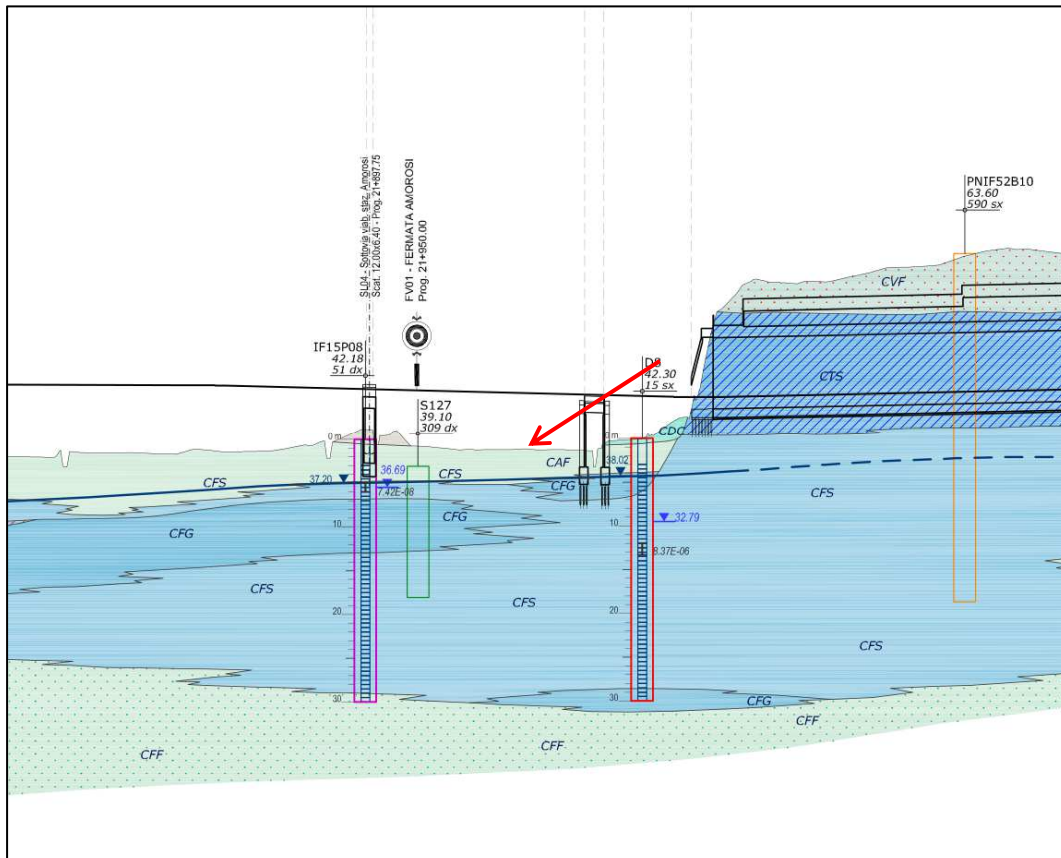 SL04 - Sottovia viab. staz. Amorosi
Scat. 12.00x6.40 - Prog. 21+897.75
FV01 - FERMATA AMOROSI
Prog. 21+950.00
PNIF52B10
63.60
590 sx
CVF
IF15P08
42.18
51 dx
D8
42.30
15 sx
CTS
S127
39.10
309 dx
0 m
0 m
CDC
CAF
37.20
36.69
CFS
CFS
38.02
CFS
7.42E-08
CFG
10
CFG
10
32.79
CFG
8.37E-06
CFS
CFS
20
20
CFS
30
30
CFG
CFF
CFF
CFF